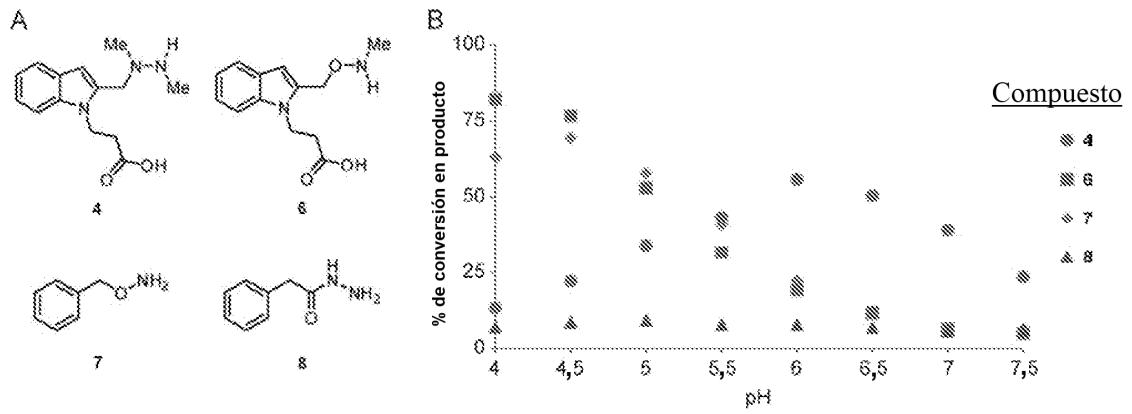 A
Me
H
N-N
Me
N
O
OH
4
Me
O
N
H
N
O
OH
6
O
NH₂
7
H
N
NH₂
O
8
B
100
75
50
25
0
% de conversión en producto
4
4,5
5
5,5
6
6,5
7
7,5
pH
Compuesto
4
6
7
8